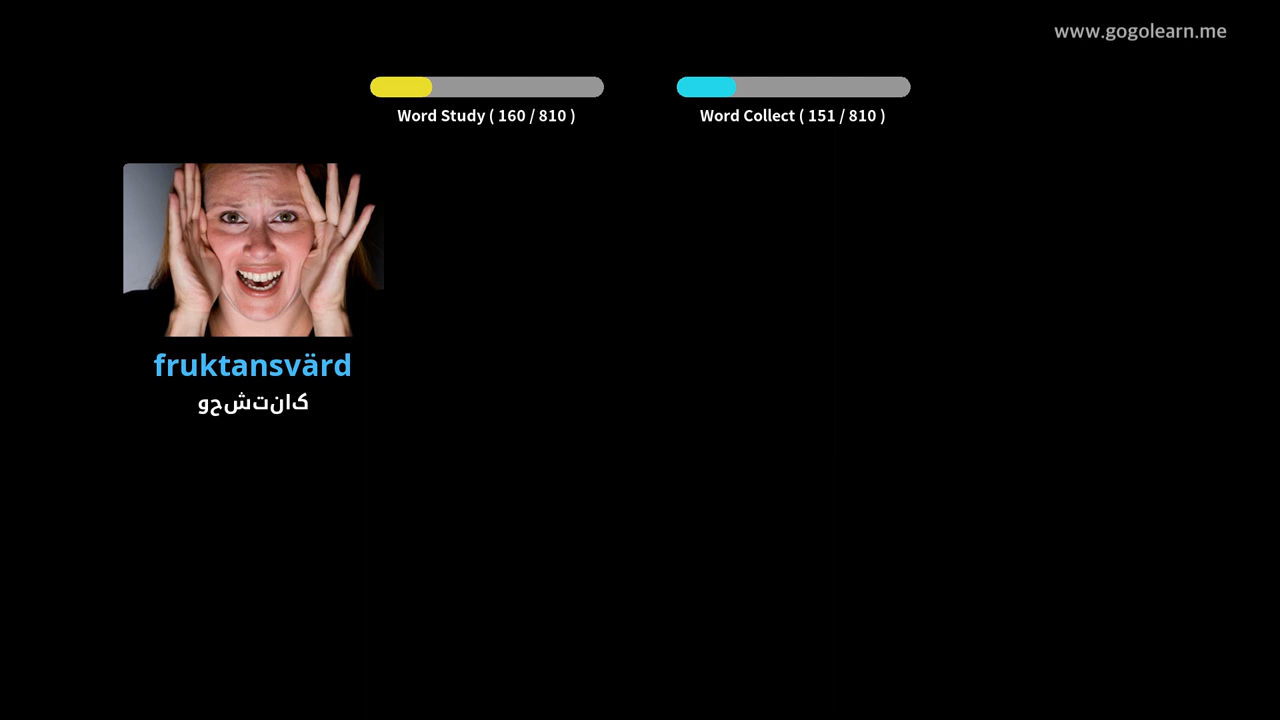 www.gogolearn.me
Word Study ( 160 / 810 )
Word Collect ( 151 / 810 )
fruktansvärd
کانتشحو